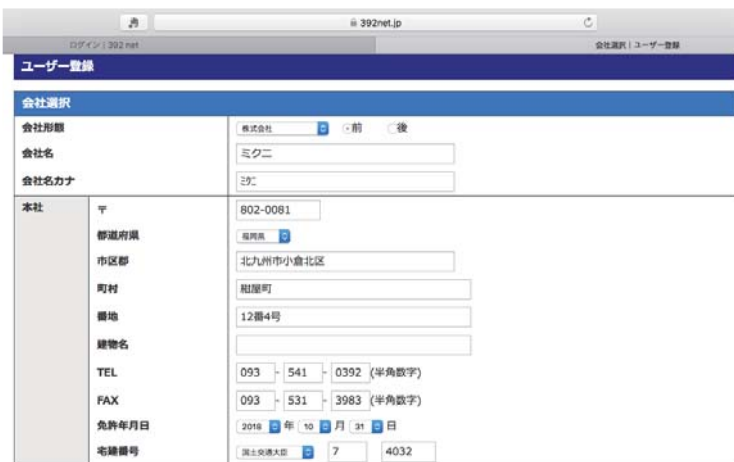 392net.jp
ログイン | 392 net
会社選択 | ユーザー登録
ユーザー登録
会社選択
会社形態 株式会社 前 後
会社名 ミクニ
会社名カナ ﾐｸﾆ
本社 〒 802-0081
都道府県 福岡県
市区郡 北九州市小倉北区
町村 紺屋町
番地 12番4号
建物名
TEL 093 - 541 - 0392 (半角数字)
FAX 093 - 531 - 3983 (半角数字)
免許年月日 2018 年 10 月 31 日
宅建番号 国土交通大臣 7 4032